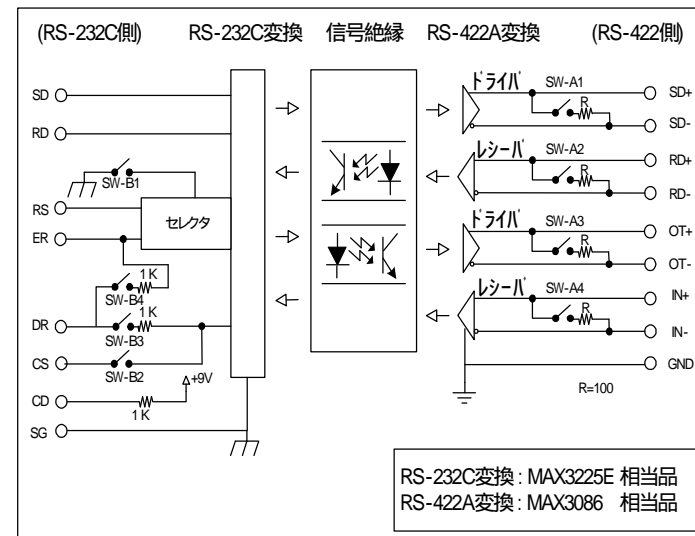 (RS-232C側) RS-232C変換 信号絶縁 RS-422A変換 (RS-422側)
SD
RD
SW-B1
RS
ER
セレクタ
1K
SW-B4
DR
1K
SW-B3
CS
SW-B2
+9V
CD
1K
SG
ドライバ SW-A1
R
SD+
SD-
レシーバ SW-A2
R
RD+
RD-
ドライバ SW-A3
R
OT+
OT-
レシーバ SW-A4
R
IN+
IN-
GND
R=100
RS-232C変換：MAX3225E 相当品
RS-422A変換：MAX3086 相当品